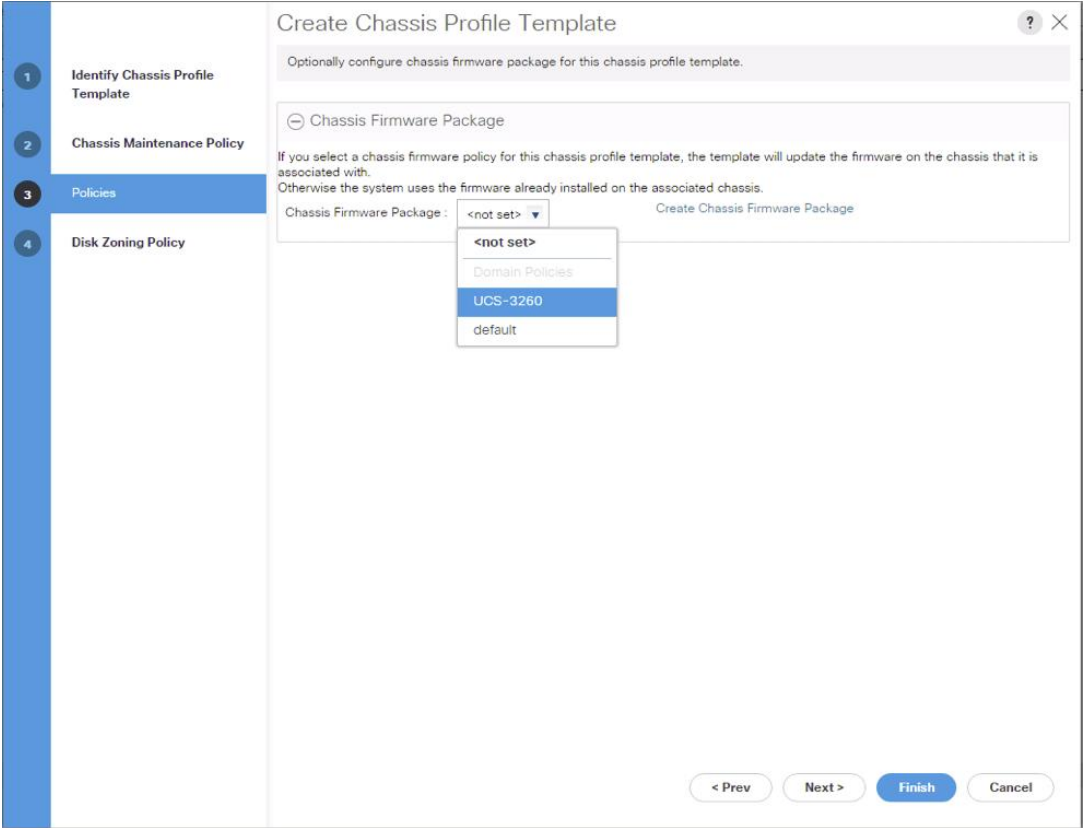 Create Chassis Profile Template
?
Optionally configure chassis firmware package for this chassis profile template.
1
Identify Chassis Profile
Template
2
Chassis Maintenance Policy
3
Policies
4
Disk Zoning Policy
Chassis Firmware Package
If you select a chassis firmware policy for this chassis profile template, the template will update the firmware on the chassis that it is
associated with.
Otherwise the system uses the firmware already installed on the associated chassis.
Chassis Firmware Package : <not set> Create Chassis Firmware Package
<not set>
Domain Policies
UCS-3260
default
< Prev Next > Finish Cancel